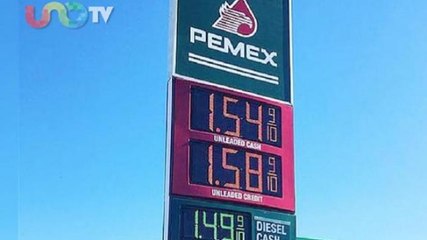 UNO TV
PEMEX
1.54 9/10
UNLEADED CASH
1.58 9/10
UNLEADED CREDIT
1.49 9/10
DIESEL
CASH